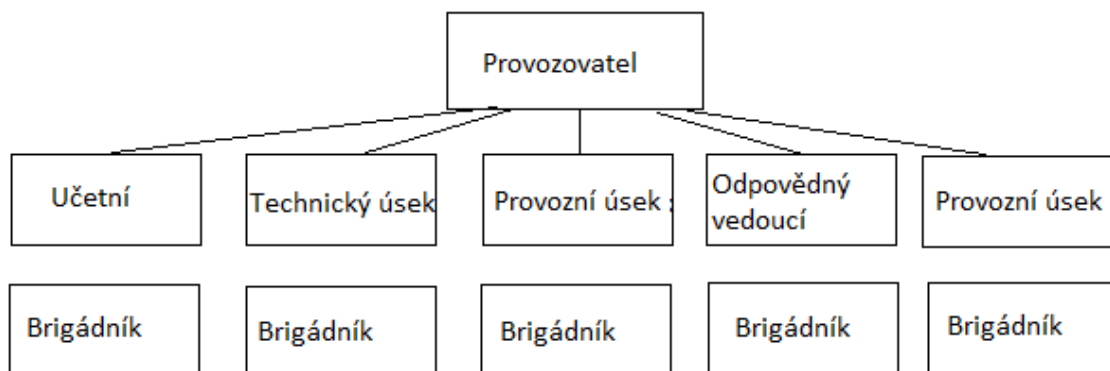 Provozovatel
Učetní
Technický úsek
Provozní úsek :
Odpovědný
vedoucí
Provozní úsek
Brigádník
Brigádník
Brigádník
Brigádník
Brigádník